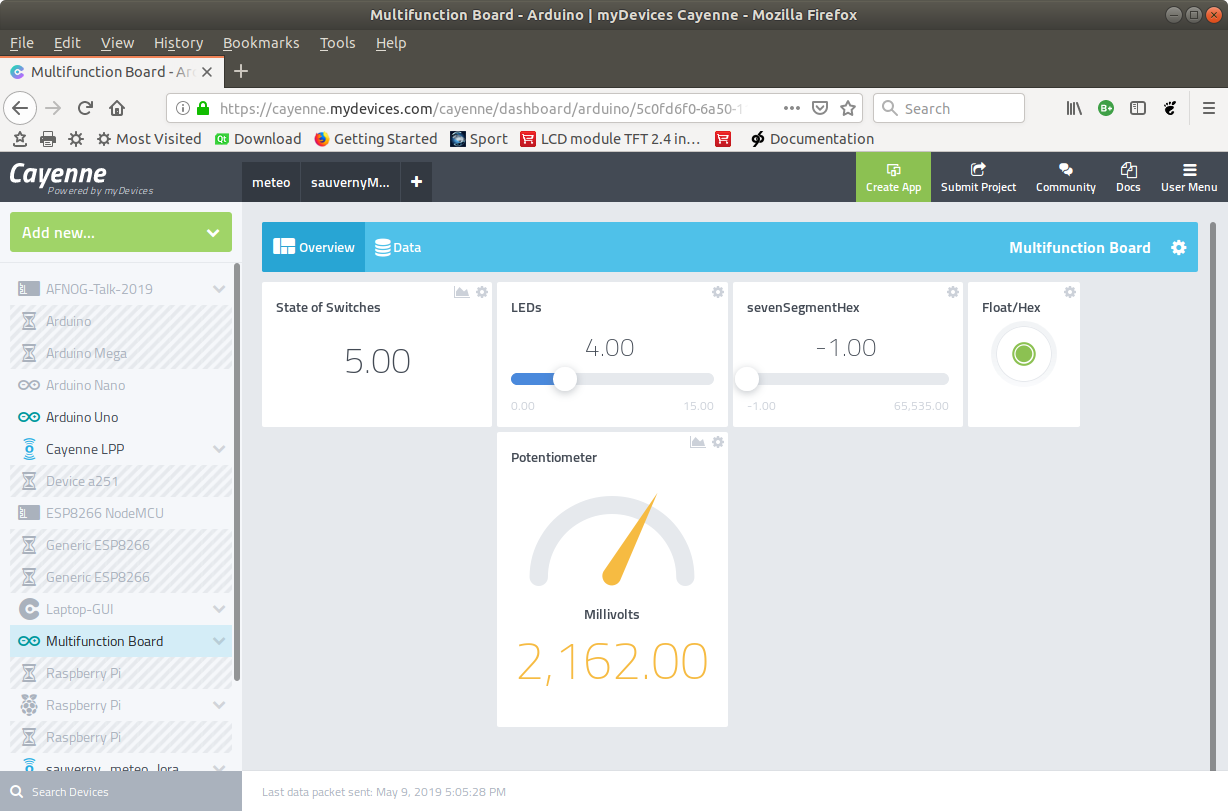 Multifunction Board - Arduino | myDevices Cayenne - Mozilla Firefox
File Edit View History Bookmarks Tools Help
Multifunction Board - Ar
https://cayenne.mydevices.com/cayenne/dashboard/arduino/5c0fd6f0-6a50-1
Search
Most Visited Download Getting Started Sport LCD module TFT 2.4 in... Documentation
Cayenne
Powered by myDevices
meteo sauvernyM... +
Create App Submit Project Community Docs User Menu
Add new...
AFNOG-Talk-2019
Arduino
Arduino Mega
Arduino Nano
Arduino Uno
Cayenne LPP
Device a251
ESP8266 NodeMCU
Generic ESP8266
Generic ESP8266
Laptop-GUI
Multifunction Board
Raspberry Pi
Raspberry Pi
Raspberry Pi
sauverny_meteo_lora
Search Devices
Overview Data Multifunction Board
State of Switches
5.00
LEDs
4.00
0.00 15.00
sevenSegmentHex
-1.00
-1.00 65,535.00
Float/Hex
Potentiometer
Millivolts
2,162.00
Last data packet sent: May 9, 2019 5:05:28 PM